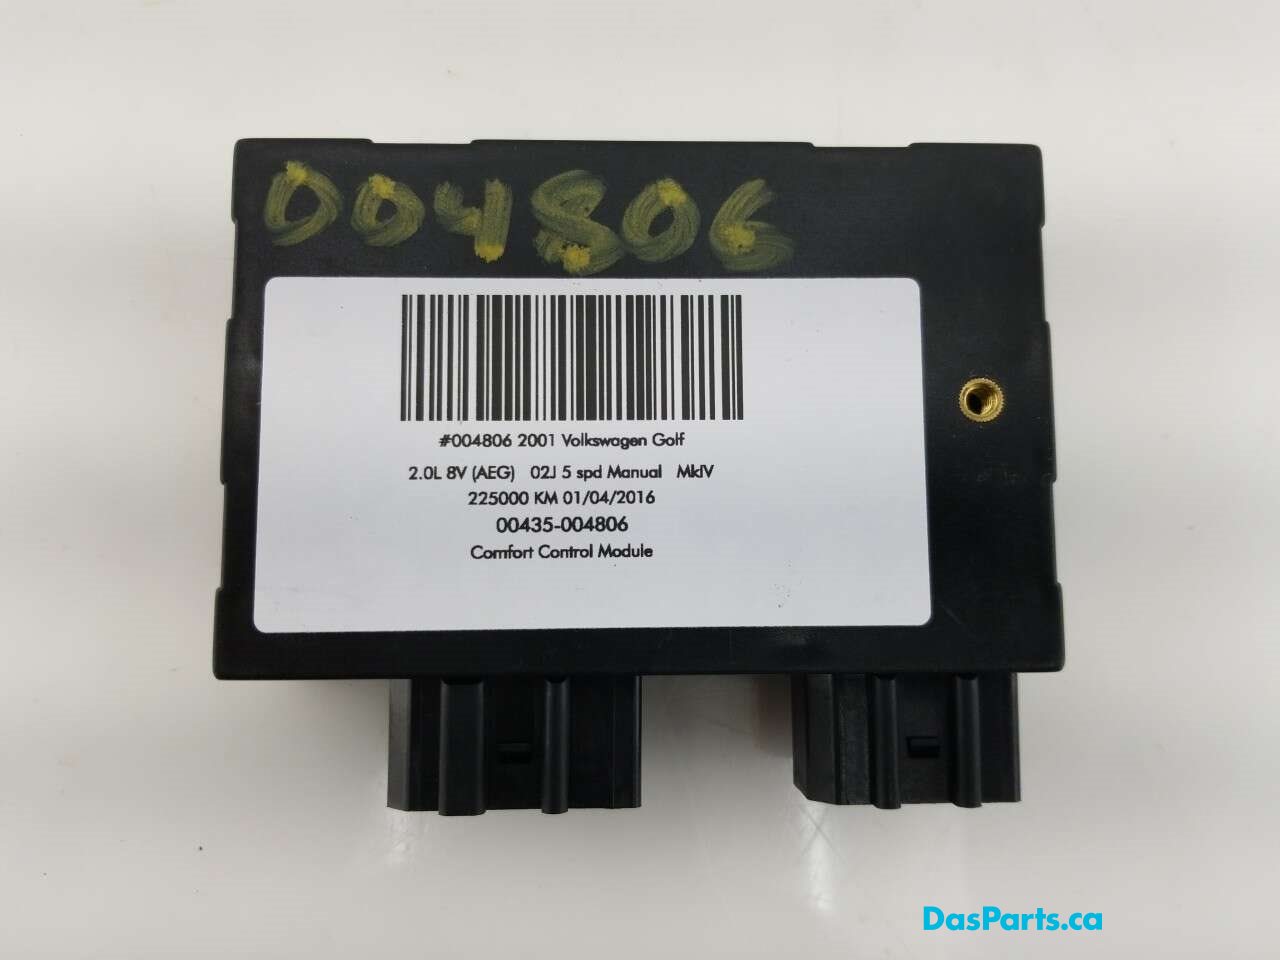 004806
#004806 2001 Volkswagen Golf
2.0L 8V (AEG) 02J 5 spd Manual MkIV
225000 KM 01/04/2016
00435-004806
Comfort Control Module
DasParts.ca